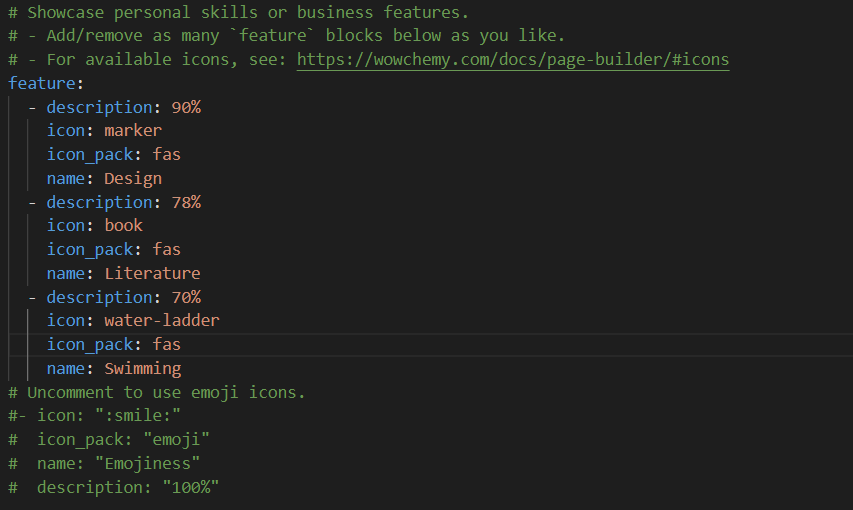 # Showcase personal skills or business features.
# - Add/remove as many `feature` blocks below as you like.
# - For available icons, see: https://wowchemy.com/docs/page-builder/#icons
feature:
  - description: 90%
    icon: marker
    icon_pack: fas
    name: Design
  - description: 78%
    icon: book
    icon_pack: fas
    name: Literature
  - description: 70%
    icon: water-ladder
    icon_pack: fas
    name: Swimming
# Uncomment to use emoji icons.
#- icon: ":smile:"
#  icon_pack: "emoji"
#  name: "Emojiness"
#  description: "100%"